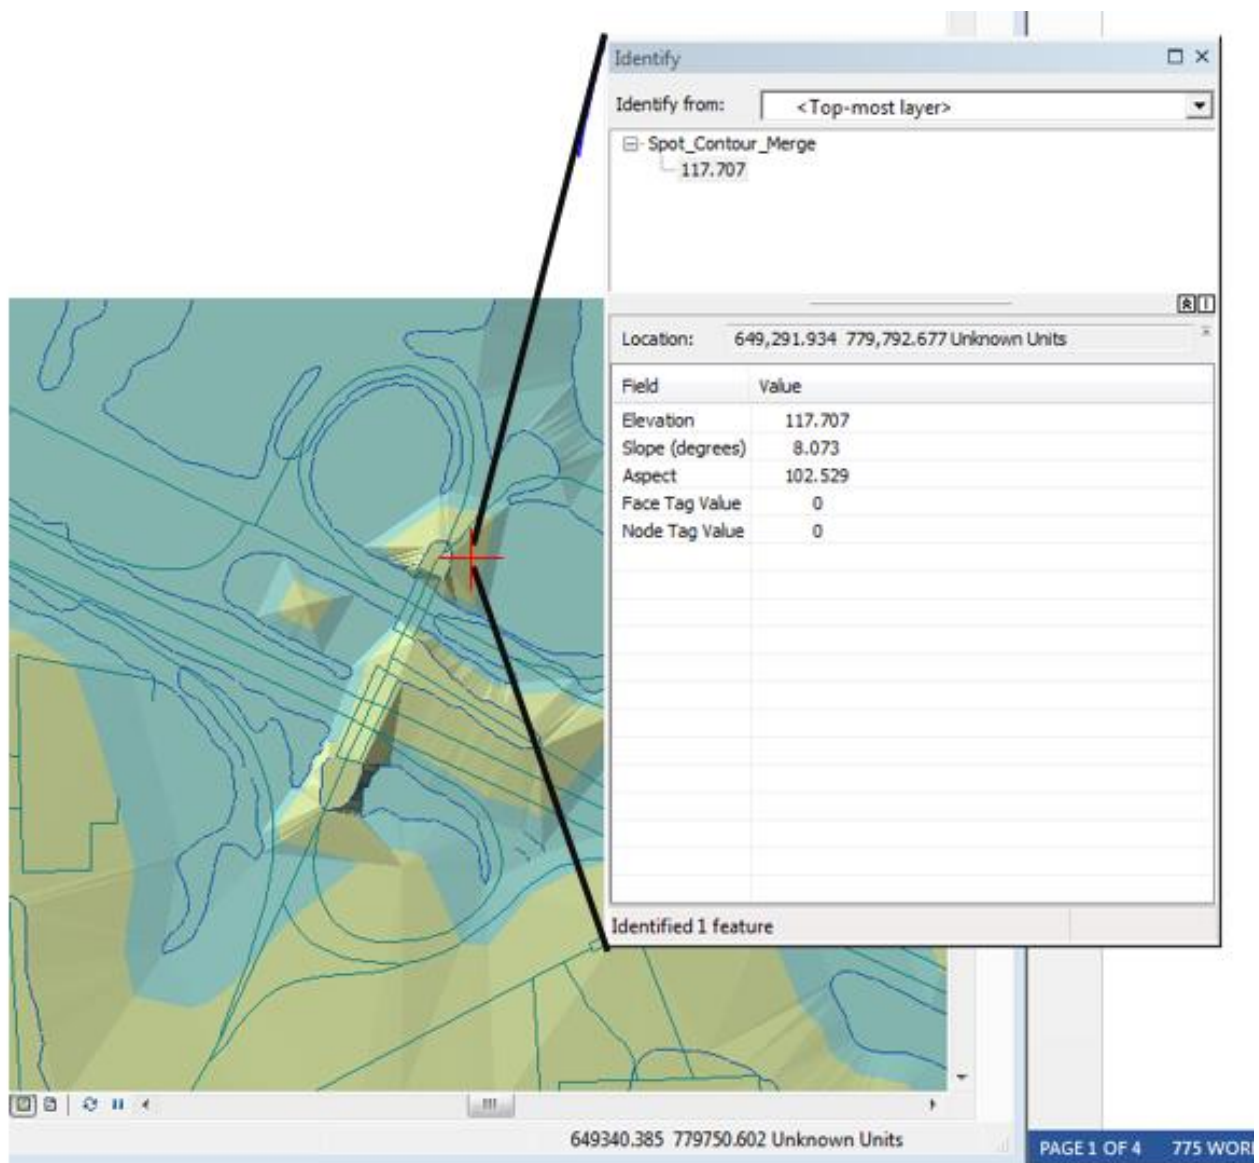 Identify
Identify from: <Top-most layer>
Spot_Contour_Merge
117.707
Location: 649,291.934 779,792.677 Unknown Units
Field Value
Elevation 117.707
Slope (degrees) 8.073
Aspect 102.529
Face Tag Value 0
Node Tag Value 0
Identified 1 feature
649340.385 779750.602 Unknown Units
PAGE 1 OF 4 775 WOR